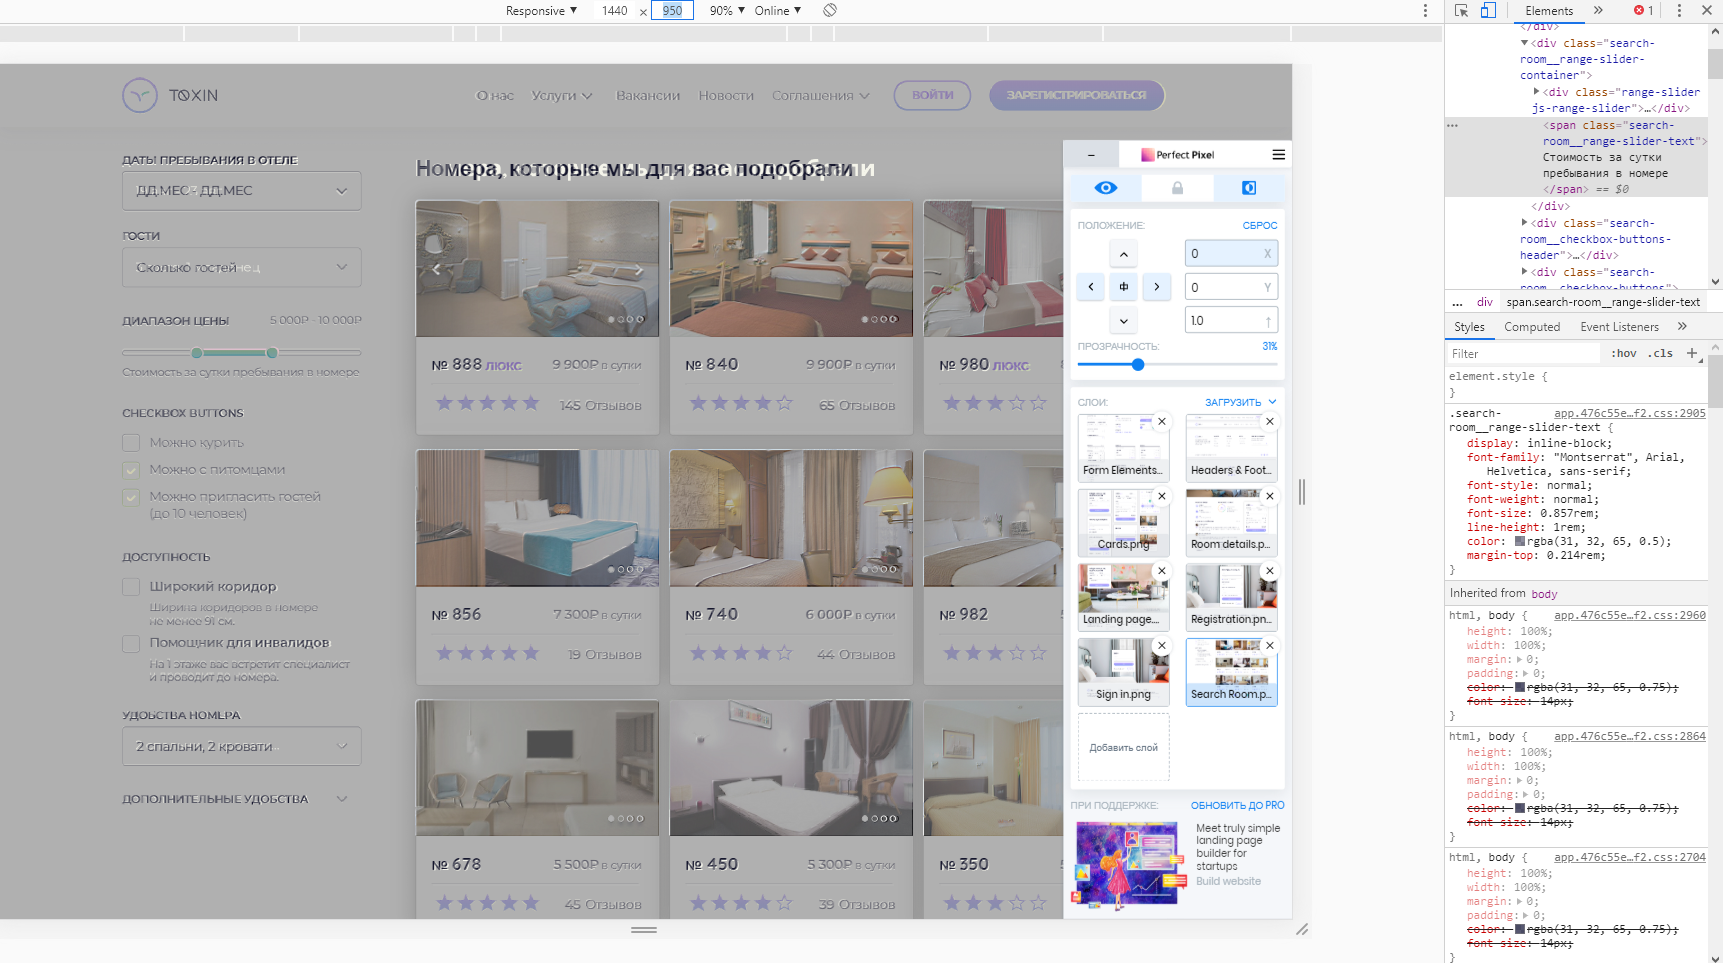 Responsive ▼ 1440 × 950 90% ▼ Online ▼
Elements » 1
TOXIN
О нас Услуги Вакансии Новости Соглашения ВОЙТИ ЗАРЕГИСТРИРОВАТЬСЯ
ДАТЫ ПРЕБЫВАНИЯ В ОТЕЛЕ
ДД.МЕС - ДД.МЕС
ГОСТИ
Сколько гостей
ДИАПАЗОН ЦЕНЫ 5 000Р - 10 000Р
Стоимость за сутки пребывания в номере
CHECKBOX BUTTONS
Можно курить
Можно с питомцами
Можно пригласить гостей
(до 10 человек)
ДОСТУПНОСТЬ
Широкий коридор
Ширина коридоров в номере
не менее 91 см.
Помощник для инвалидов
На 1 этаже вас встретит специалист
и проводит до номера.
УДОБСТВА НОМЕРА
2 спальни, 2 кровати...
ДОПОЛНИТЕЛЬНЫЕ УДОБСТВА
Номера, которые мы для вас подобрали
№ 888 ЛЮКС 9 900Р в сутки
145 Отзывов
№ 840 9 900Р в сутки
65 Отзывов
№ 980 ЛЮКС
№ 856 7 300Р в сутки
19 Отзывов
№ 740 6 000Р в сутки
44 Отзывов
№ 982
№ 678 5 500Р в сутки
45 Отзывов
№ 450 5 300Р в сутки
39 Отзывов
№ 350
Perfect Pixel
ПОЛОЖЕНИЕ: СБРОС
0 X
0 Y
1.0
ПРОЗРАЧНОСТЬ: 31%
СЛОИ: ЗАГРУЗИТЬ
Form Elements... Headers & Foot...
Cards.png Room details.p...
Landing page.... Registration.pn...
Sign in.png Search Room.p...
Добавить слой
ПРИ ПОДДЕРЖКЕ: ОБНОВИТЬ ДО PRO
Meet truly simple
landing page
builder for
startups
Build website
</div>
▼<div class="search-
room__range-slider-
container">
▶<div class="range-slider
js-range-slider">…</div>
<span class="search-
room__range-slider-text">
Стоимость за сутки
пребывания в номере
</span> == $0
</div>
▶<div class="search-
room__checkbox-buttons-
header">…</div>
▶<div class="search-
room__checkbox-buttons
... div span.search-room__range-slider-text
Styles Computed Event Listeners »
Filter :hov .cls +
element.style {
}
.search- app.476c55e…f2.css:2905
room__range-slider-text {
display: inline-block;
font-family: "Montserrat", Arial,
Helvetica, sans-serif;
font-style: normal;
font-weight: normal;
font-size: 0.857rem;
line-height: 1rem;
color: rgba(31, 32, 65, 0.5);
margin-top: 0.214rem;
}
Inherited from body
html, body { app.476c55e…f2.css:2960
height: 100%;
width: 100%;
margin:▶0;
padding:▶0;
color: rgba(31, 32, 65, 0.75);
font-size: 14px;
}
html, body { app.476c55e…f2.css:2864
height: 100%;
width: 100%;
margin:▶0;
padding:▶0;
color: rgba(31, 32, 65, 0.75);
font-size: 14px;
}
html, body { app.476c55e…f2.css:2704
height: 100%;
width: 100%;
margin:▶0;
padding:▶0;
color: rgba(31, 32, 65, 0.75);
font-size: 14px;
}